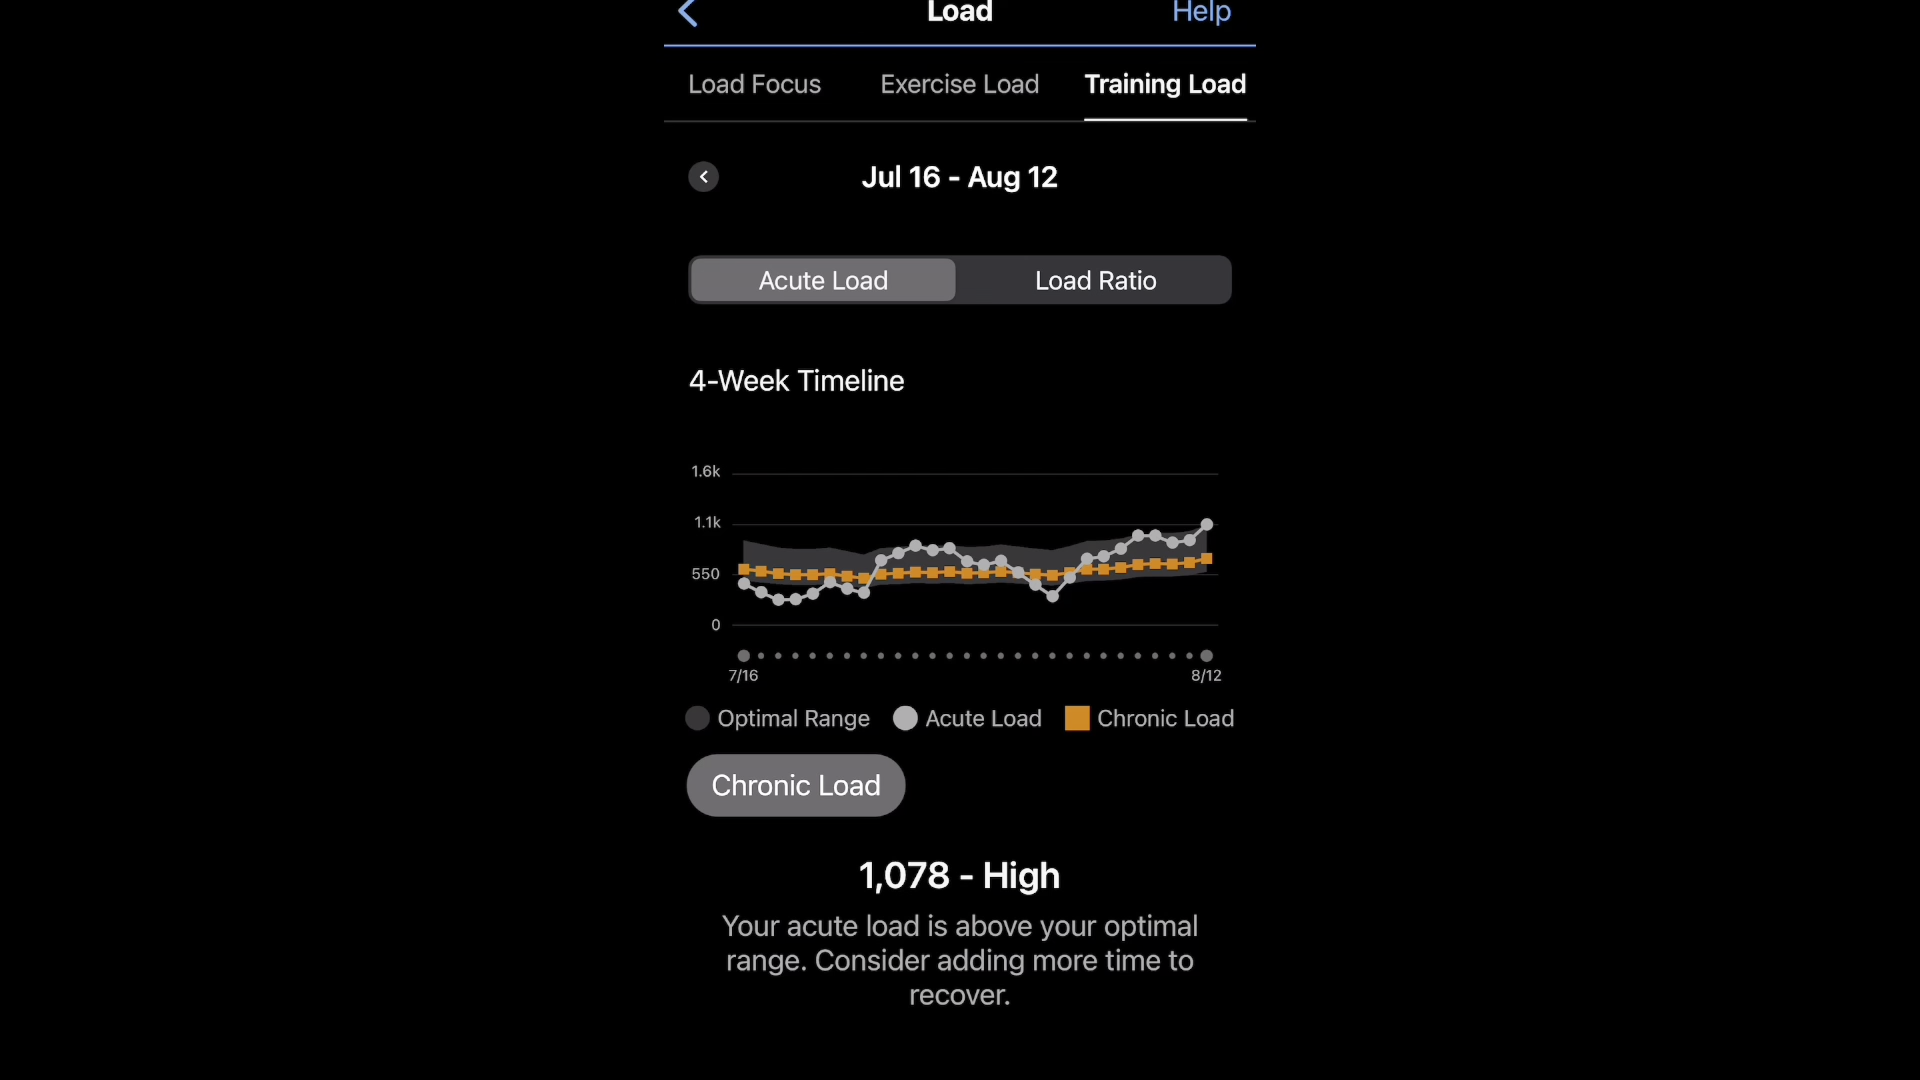 Load
Help
Load Focus
Exercise Load
Training Load
Jul 16 - Aug 12
Acute Load
Load Ratio
4-Week Timeline
1.6k
1.1k
550
0
7/16
8/12
Optimal Range
Acute Load
Chronic Load
Chronic Load
1,078 - High
Your acute load is above your optimal
range. Consider adding more time to
recover.